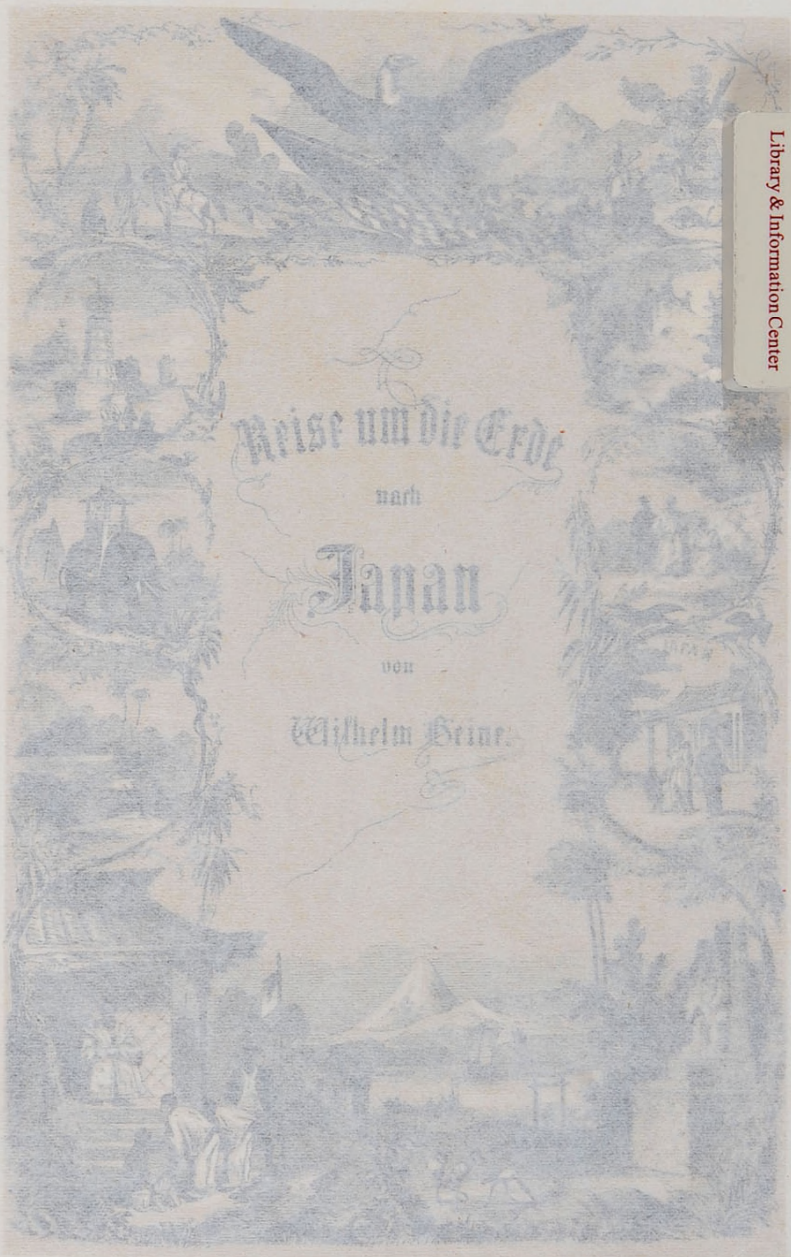 Reise um die Erde
nach
Japan
von
Wilhelm Heine.
JAPAN
Library & Information Center